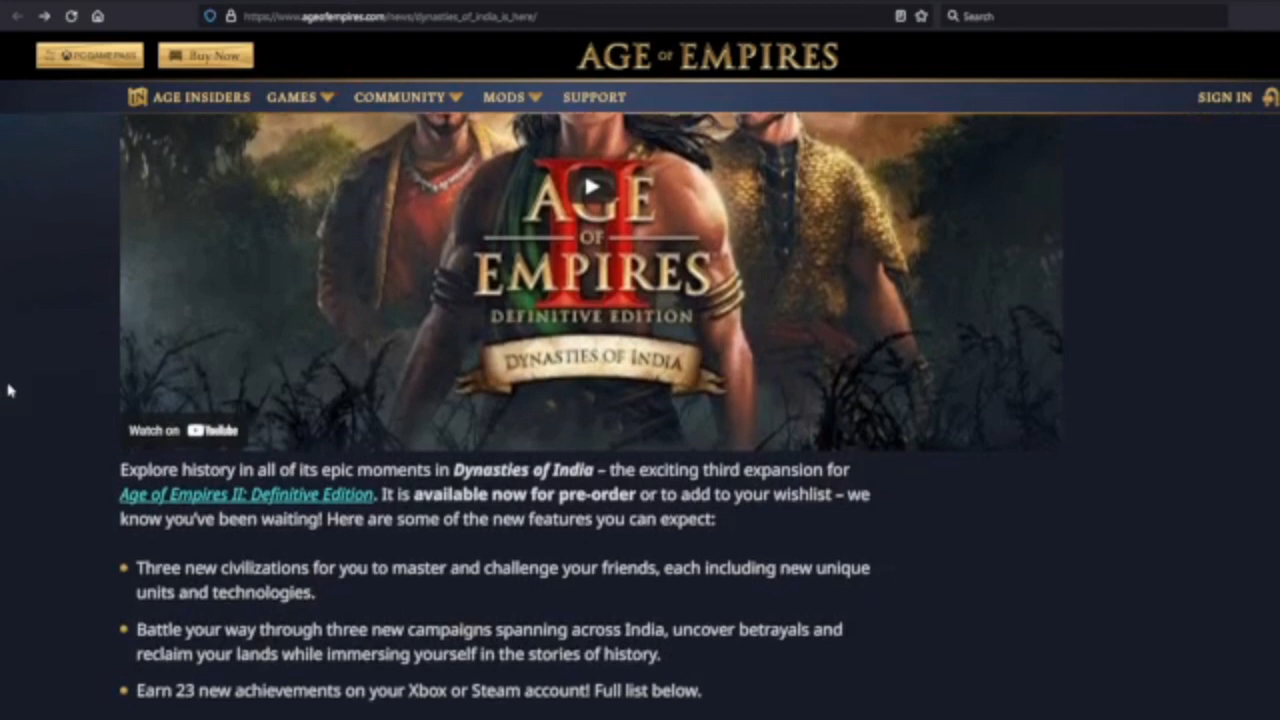 https://www.ageofempires.com/news/dynasties_of_india_is_here/
Search
PC GAME PASS
Buy Now
AGE OF EMPIRES
AGE INSIDERS GAMES COMMUNITY MODS SUPPORT
SIGN IN
II
AGE
OF
EMPIRES
DEFINITIVE EDITION
DYNASTIES OF INDIA
Watch on YouTube
Explore history in all of its epic moments in Dynasties of India – the exciting third expansion for
Age of Empires II: Definitive Edition. It is available now for pre-order or to add to your wishlist – we
know you've been waiting! Here are some of the new features you can expect:
Three new civilizations for you to master and challenge your friends, each including new unique
units and technologies.
Battle your way through three new campaigns spanning across India, uncover betrayals and
reclaim your lands while immersing yourself in the stories of history.
Earn 23 new achievements on your Xbox or Steam account! Full list below.